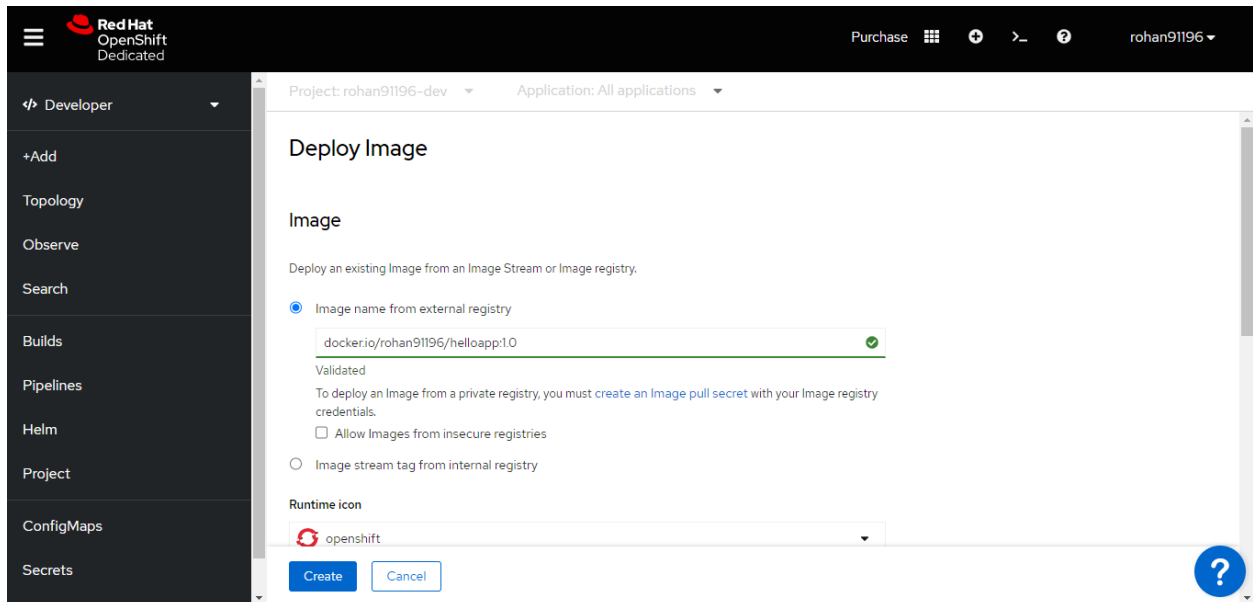 Red Hat
OpenShift
Dedicated
Purchase
rohan91196
Developer
+Add
Topology
Observe
Search
Builds
Pipelines
Helm
Project
ConfigMaps
Secrets
Project: rohan91196-dev
Application: All applications
Deploy Image
Image
Deploy an existing Image from an Image Stream or Image registry.
Image name from external registry
docker.io/rohan91196/helloapp:1.0
Validated
To deploy an Image from a private registry, you must create an Image pull secret with your Image registry
credentials.
Allow Images from insecure registries
Image stream tag from internal registry
Runtime icon
openshift
Create
Cancel
?